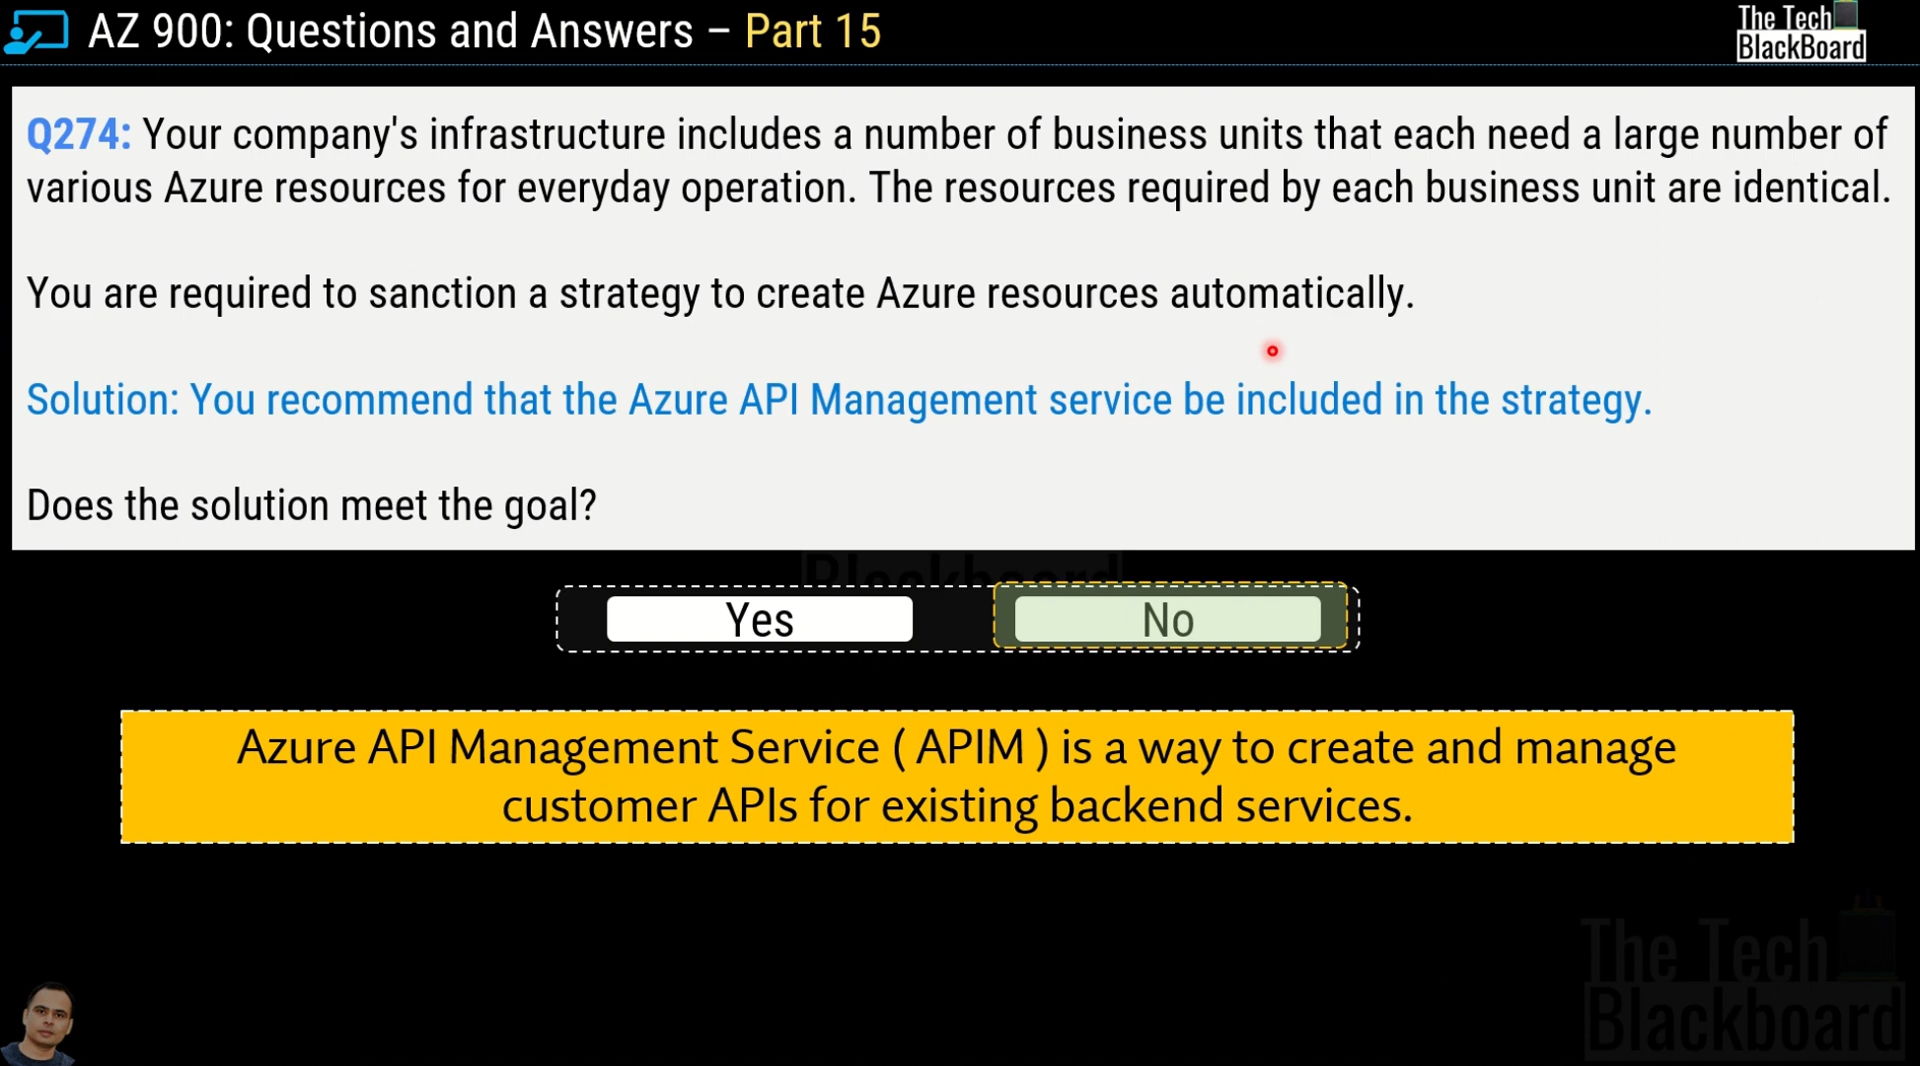 AZ 900: Questions and Answers – Part 15
The Tech
BlackBoard
Q274: Your company's infrastructure includes a number of business units that each need a large number of
various Azure resources for everyday operation. The resources required by each business unit are identical.
You are required to sanction a strategy to create Azure resources automatically.
Solution: You recommend that the Azure API Management service be included in the strategy.
Does the solution meet the goal?
Blackboard
Yes
No
Azure API Management Service ( APIM ) is a way to create and manage
customer APIs for existing backend services.
The Tech
Blackboard